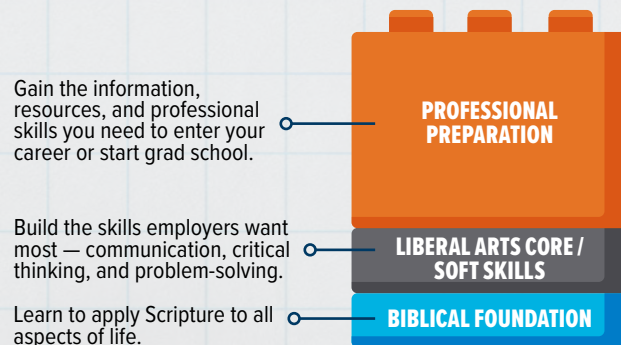 Gain the information,
resources, and professional
skills you need to enter your
career or start grad school.
PROFESSIONAL
PREPARATION
Build the skills employers want
most — communication, critical
thinking, and problem-solving.
LIBERAL ARTS CORE /
SOFT SKILLS
Learn to apply Scripture to all
aspects of life.
BIBLICAL FOUNDATION